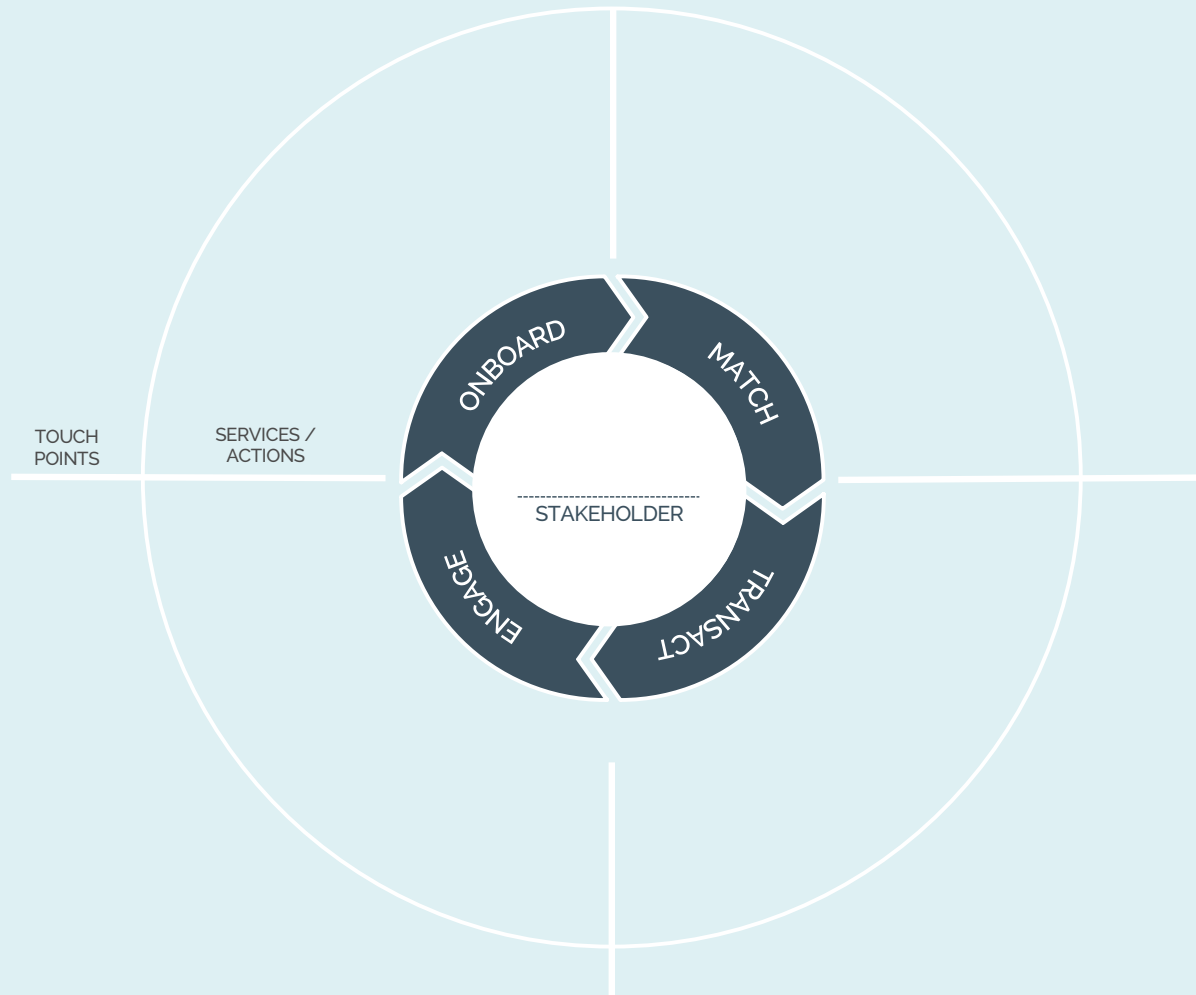 ONBOARD
MATCH
TOUCH
POINTS
SERVICES /
ACTIONS
STAKEHOLDER
ENGAGE
TRANSACT